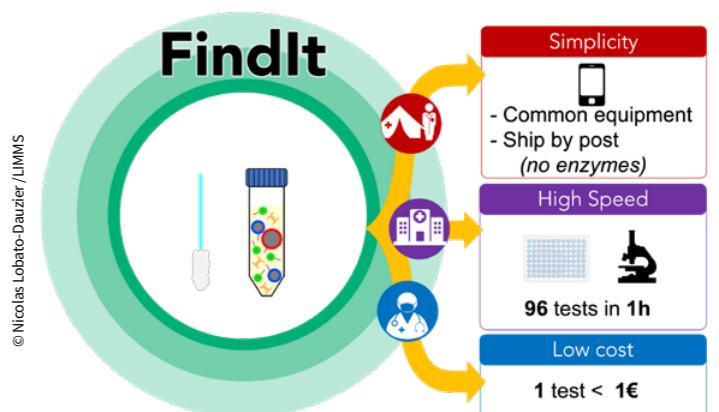 © Nicolas Lobato-Dauzier / LIMMS
FindIt
Simplicity
- Common equipment
- Ship by post
(no enzymes)
High Speed
96 tests in 1h
Low cost
1 test < 1€